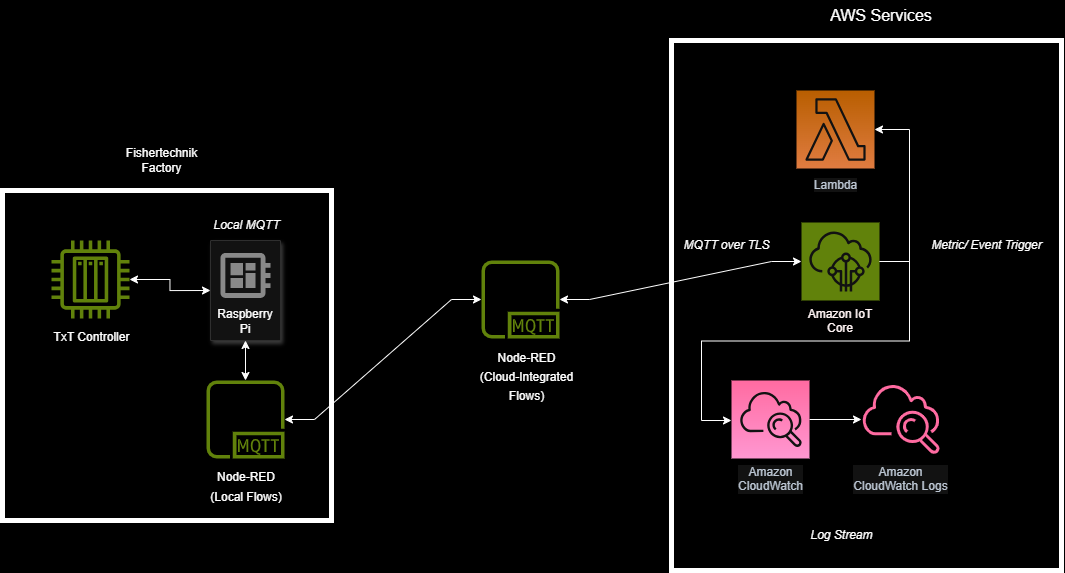 AWS Services
Fishertechnik
Factory
Local MQTT
TxT Controller
Raspberry
Pi
MQTT
Node-RED
(Local Flows)
MQTT
Node-RED
(Cloud-Integrated
Flows)
MQTT over TLS
Lambda
Metric/ Event Trigger
Amazon IoT
Core
Amazon
CloudWatch
Amazon
CloudWatch Logs
Log Stream